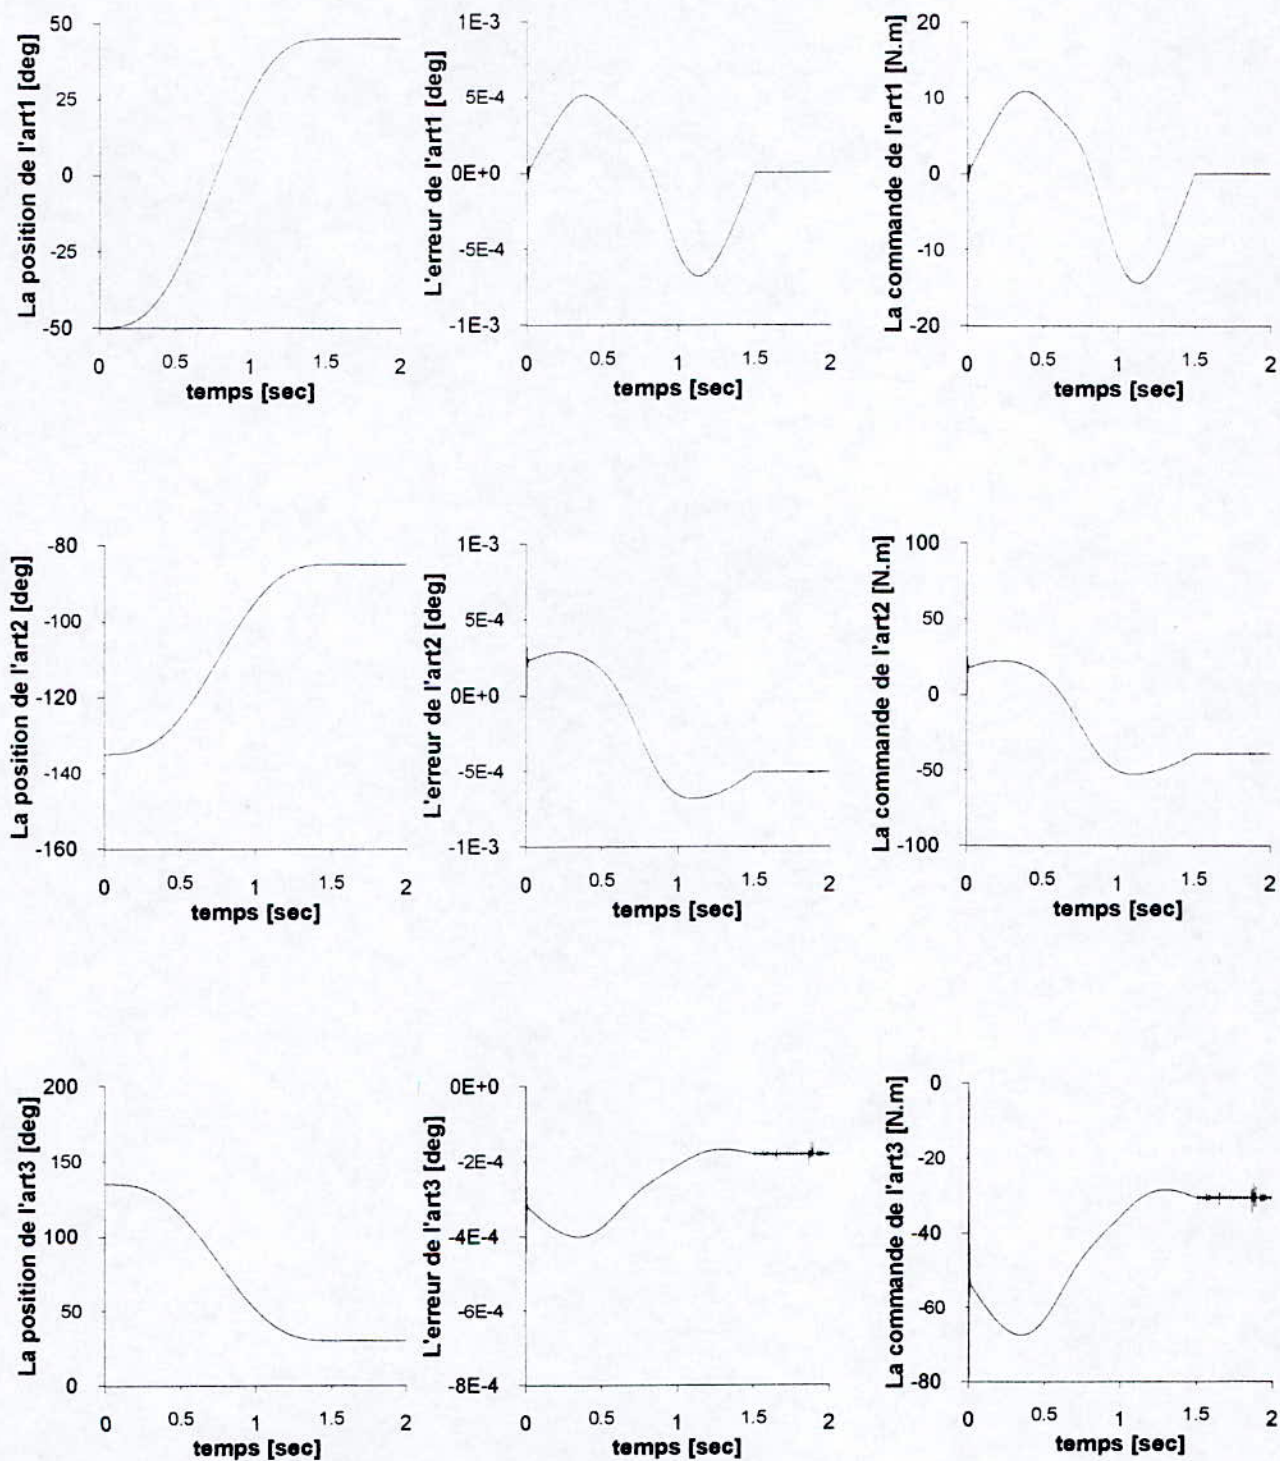 La position de l'art1 [deg]
50
25
0
-25
-50
0
0.5
1
1.5
2
temps [sec]
L'erreur de l'art1 [deg]
1E-3
5E-4
0E+0
-5E-4
-1E-3
0
0.5
1
1.5
2
temps [sec]
La commande de l'art1 [N.m]
20
10
0
-10
-20
0
0.5
1
1.5
2
temps [sec]
La position de l'art2 [deg]
-80
-100
-120
-140
-160
0
0.5
1
1.5
2
temps [sec]
L'erreur de l'art2 [deg]
1E-3
5E-4
0E+0
-5E-4
-1E-3
0
0.5
1
1.5
2
temps [sec]
La commande de l'art2 [N.m]
100
50
0
-50
-100
0
0.5
1
1.5
2
temps [sec]
La position de l'art3 [deg]
200
150
100
50
0
0
0.5
1
1.5
2
temps [sec]
L'erreur de l'art3 [deg]
0E+0
-2E-4
-4E-4
-6E-4
-8E-4
0
0.5
1
1.5
2
temps [sec]
La commande de l'art3 [N.m]
0
-20
-40
-60
-80
0
0.5
1
1.5
2
temps [sec]